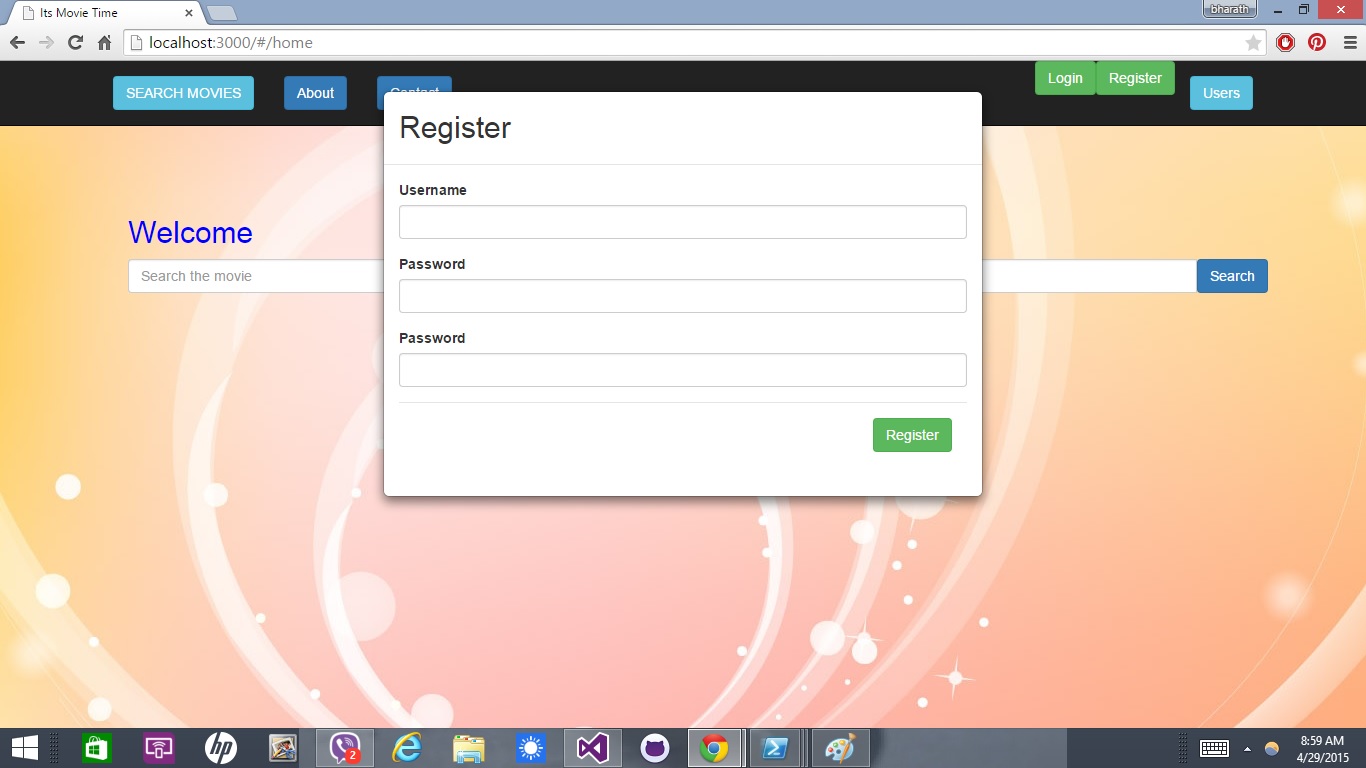 Its Movie Time
bharath
localhost:3000/#/home
SEARCH MOVIES
About
Contact
Login
Register
Users
Register
Username
Password
Password
Register
Welcome
Search the movie
Search
hp
2
8:59 AM
4/29/2015